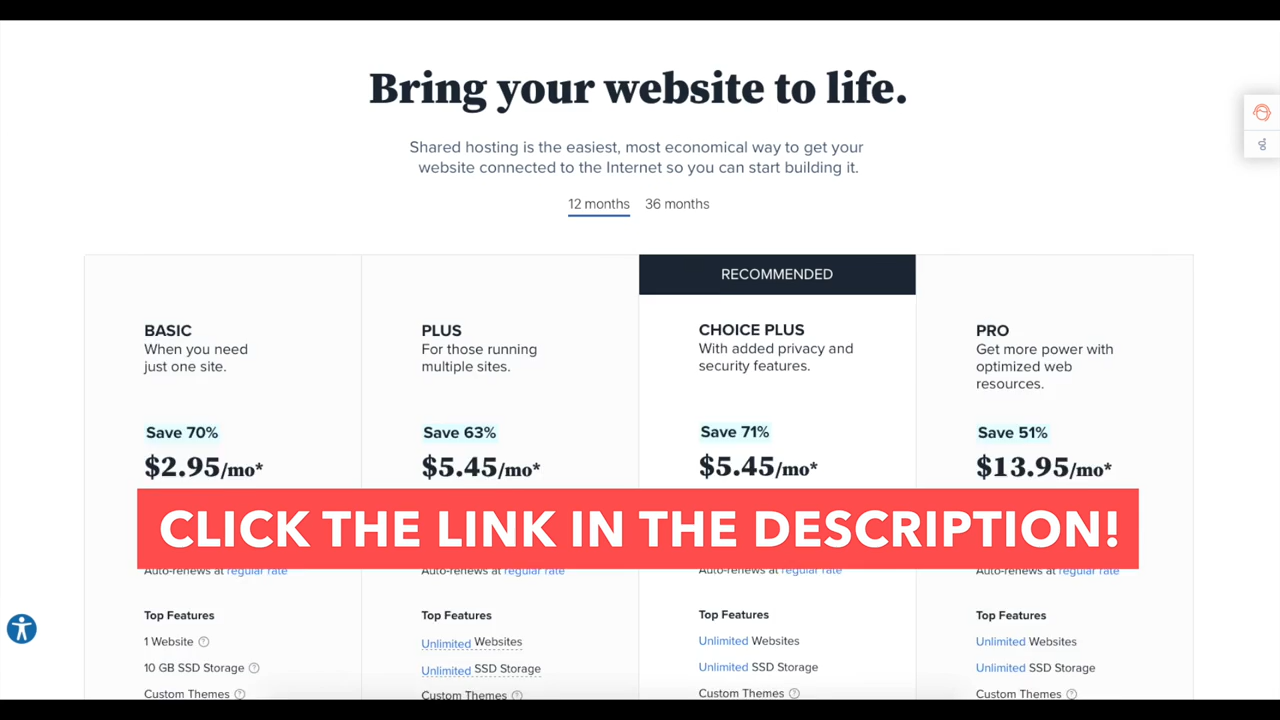 Bring your website to life.
Shared hosting is the easiest, most economical way to get your
website connected to the Internet so you can start building it.
12 months 36 months
RECOMMENDED
BASIC
When you need
just one site.
Save 70%
$2.95/mo*
PLUS
For those running
multiple sites.
Save 63%
$5.45/mo*
CHOICE PLUS
With added privacy and
security features.
Save 71%
$5.45/mo*
PRO
Get more power with
optimized web
resources.
Save 51%
$13.95/mo*
CLICK THE LINK IN THE DESCRIPTION!
Auto-renews at regular rate
Top Features
1 Website
10 GB SSD Storage
Custom Themes
Auto-renews at regular rate
Top Features
Unlimited Websites
Unlimited SSD Storage
Custom Themes
Auto-renews at regular rate
Top Features
Unlimited Websites
Unlimited SSD Storage
Custom Themes
Auto-renews at regular rate
Top Features
Unlimited Websites
Unlimited SSD Storage
Custom Themes